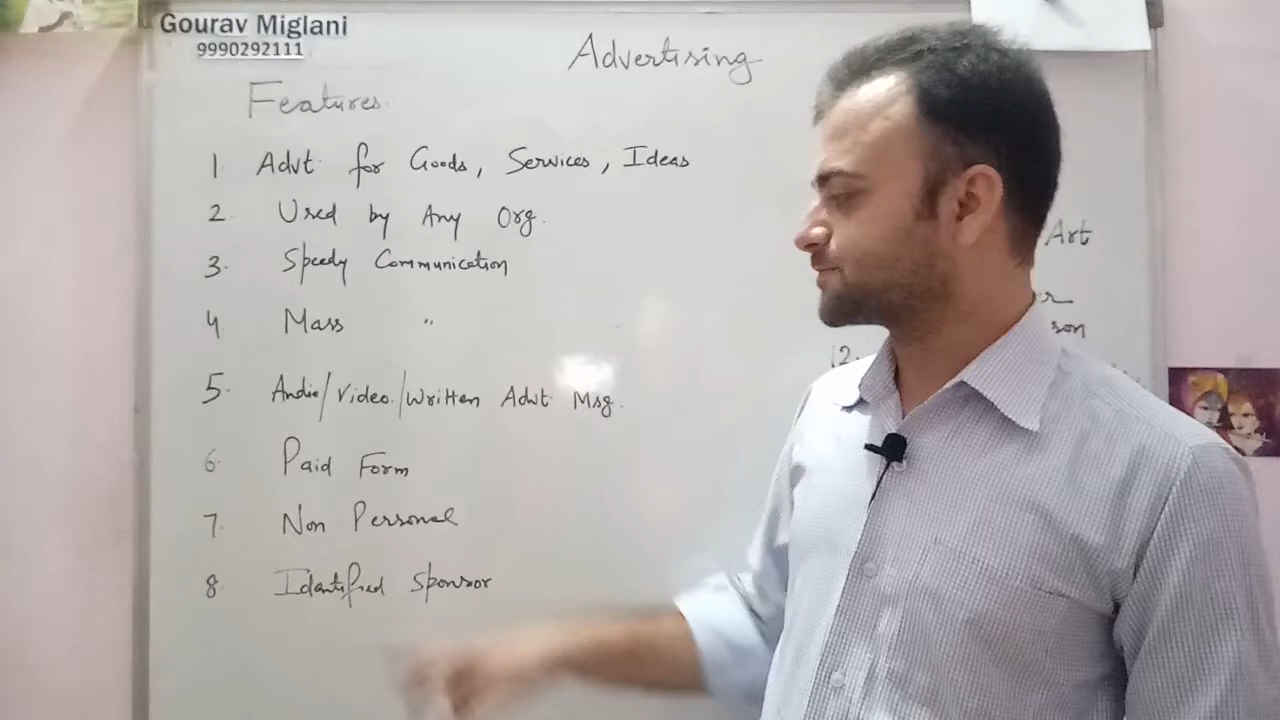 Gourav Miglani
9990292111
Advertising
Features
1 Advt for Goods, Services, Ideas
2. Used by Any Org.
3. Speedy Communication
4 Mass "
5. Audio/Video/Written Advt Msg.
6. Paid Form
7. Non Personal
8. Identified Sponsor
Art
12.